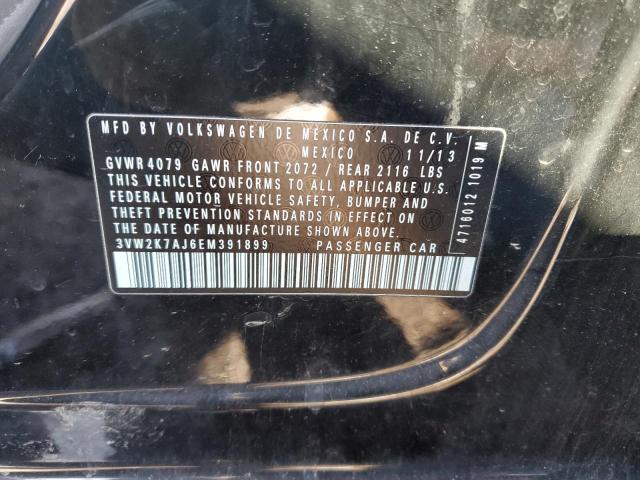 MFD BY VOLKSWAGEN DE MEXICO S.A. DE C.V.
MEXICO 11/13
GVWR 4079 GAWR FRONT 2072 / REAR 2116 LBS
THIS VEHICLE CONFORMS TO ALL APPLICABLE U.S.
FEDERAL MOTOR VEHICLE SAFETY, BUMPER AND
THEFT PREVENTION STANDARDS IN EFFECT ON
THE DATE OF MANUFACTURE SHOWN ABOVE.
3VW2K7AJ6EM391899 PASSENGER CAR
4716012 1019 M